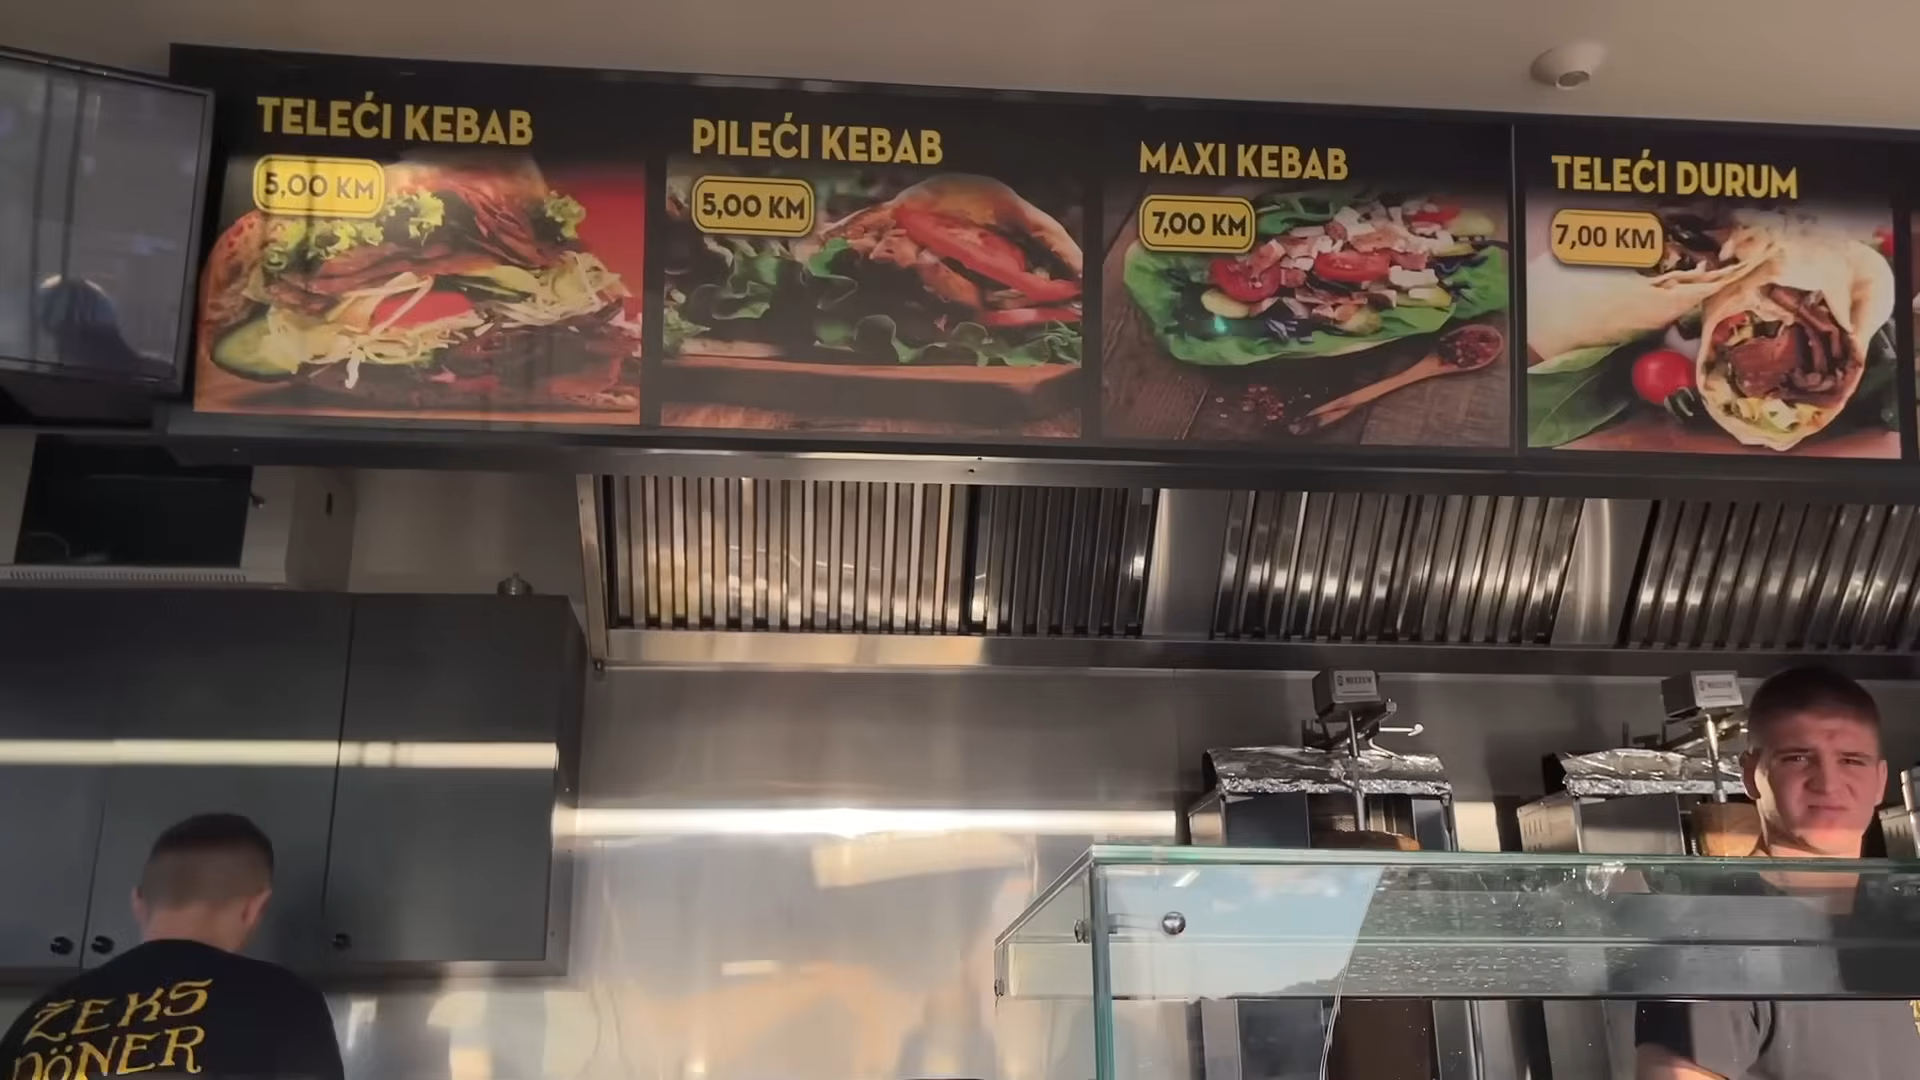 TELEĆI KEBAB
5,00 KM
PILEĆI KEBAB
5,00 KM
MAXI KEBAB
7,00 KM
TELEĆI DURUM
7,00 KM
ŽEKS
DÖNER